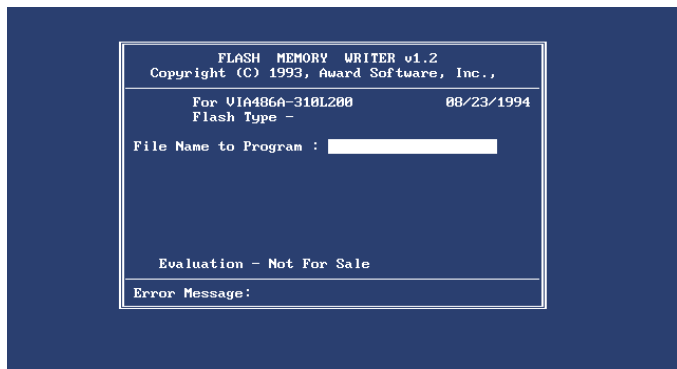 FLASH MEMORY WRITER v1.2
Copyright (C) 1993, Award Software, Inc.,
For VIA486A-310L200 08/23/1994
Flash Type -
File Name to Program :
Evaluation - Not For Sale
Error Message: